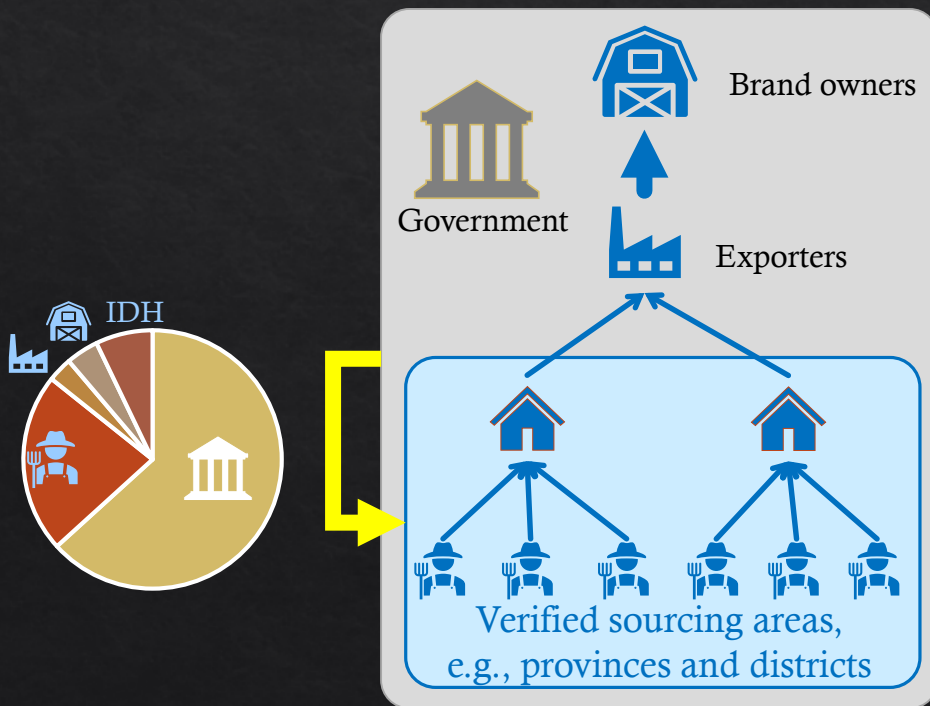 Brand owners
Government
Exporters
IDH
Verified sourcing areas,
e.g., provinces and districts